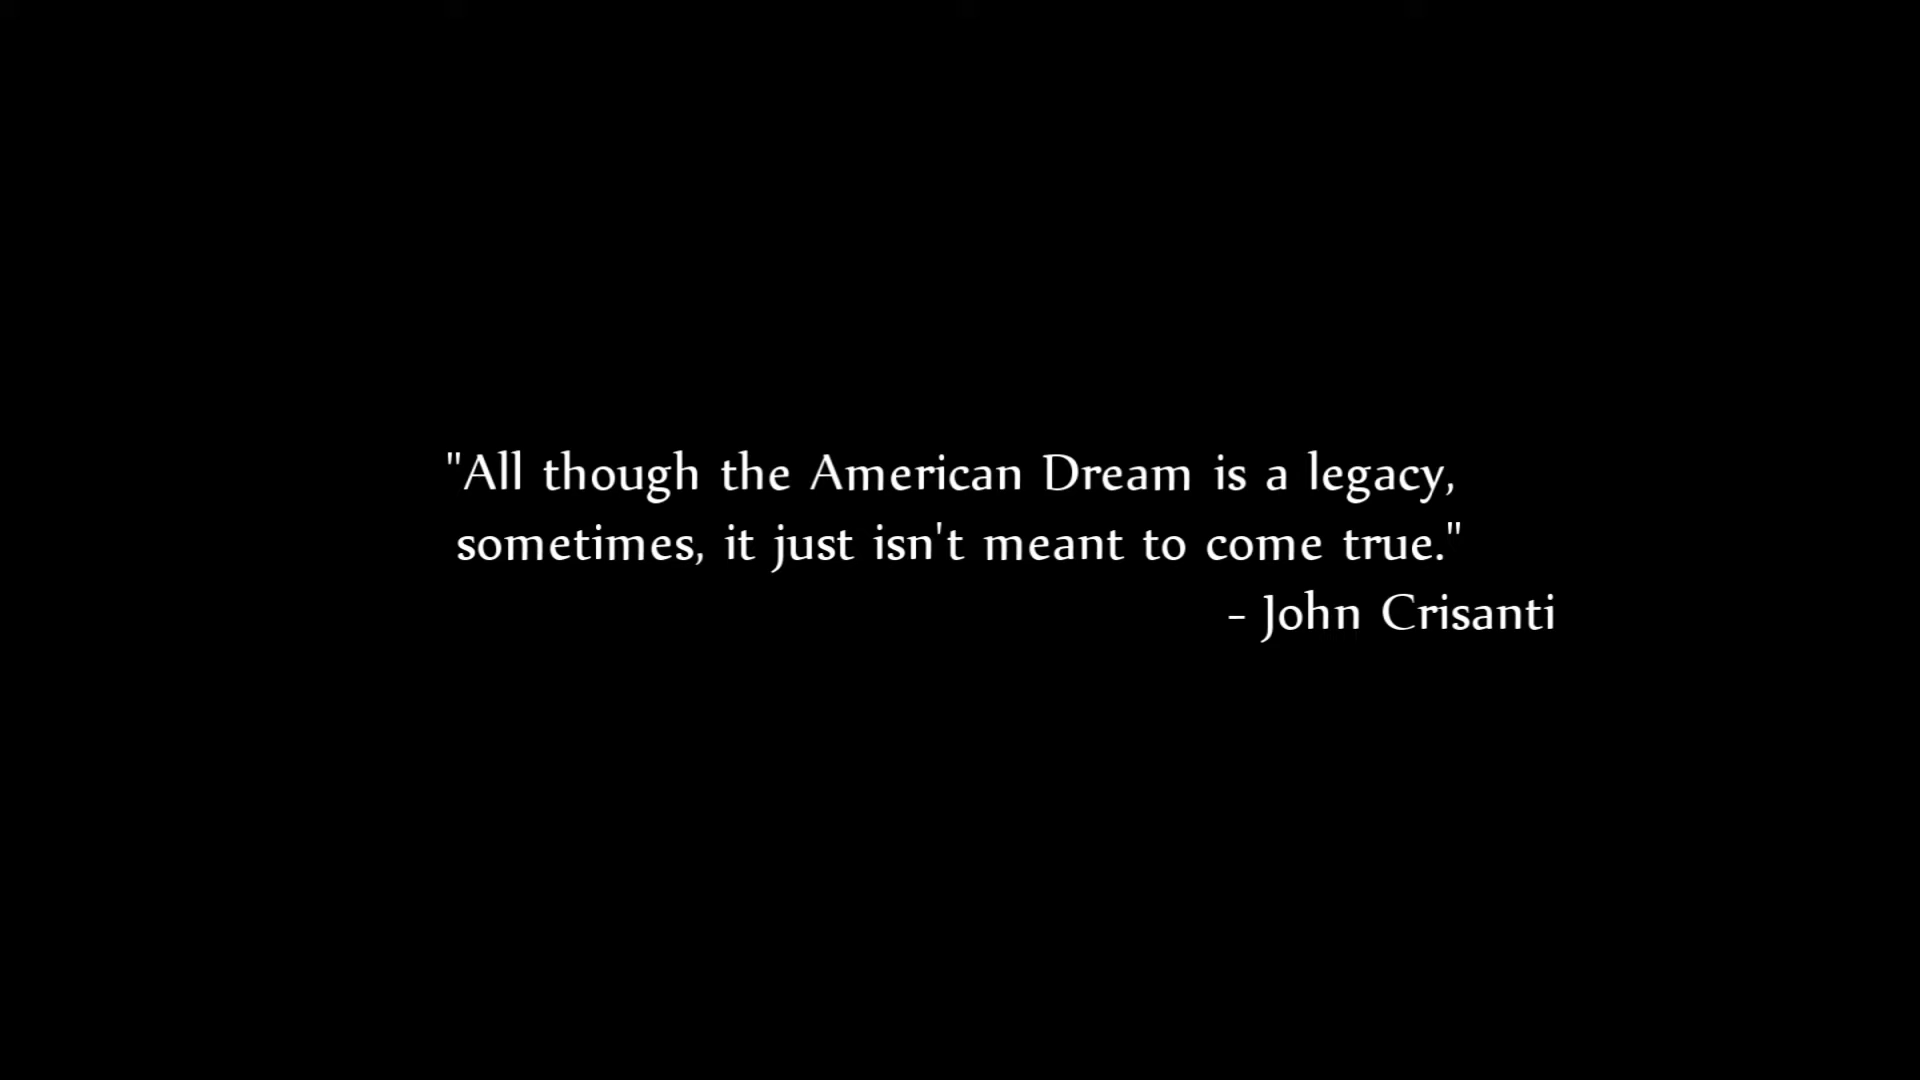 "All though the American Dream is a legacy,
sometimes, it just isn't meant to come true."
- John Crisanti